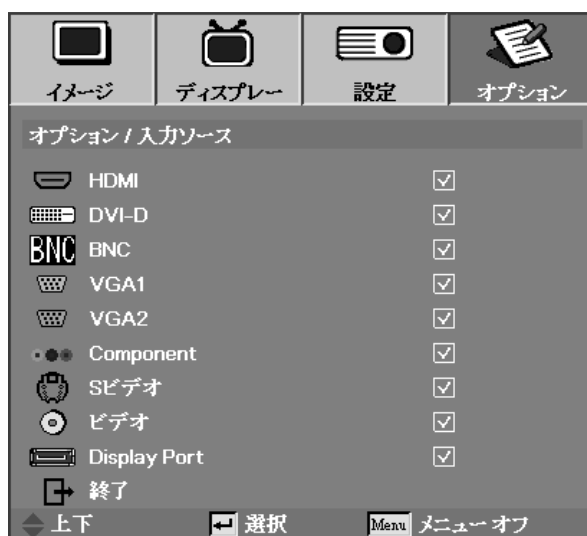 イメージ ディスプレー 設定 オプション
オプション / 入力ソース
HDMI
DVI-D
BNC BNC
VGA1
VGA2
Component
Sビデオ
ビデオ
Display Port
終了
上下 選択 Menu メニューオフ